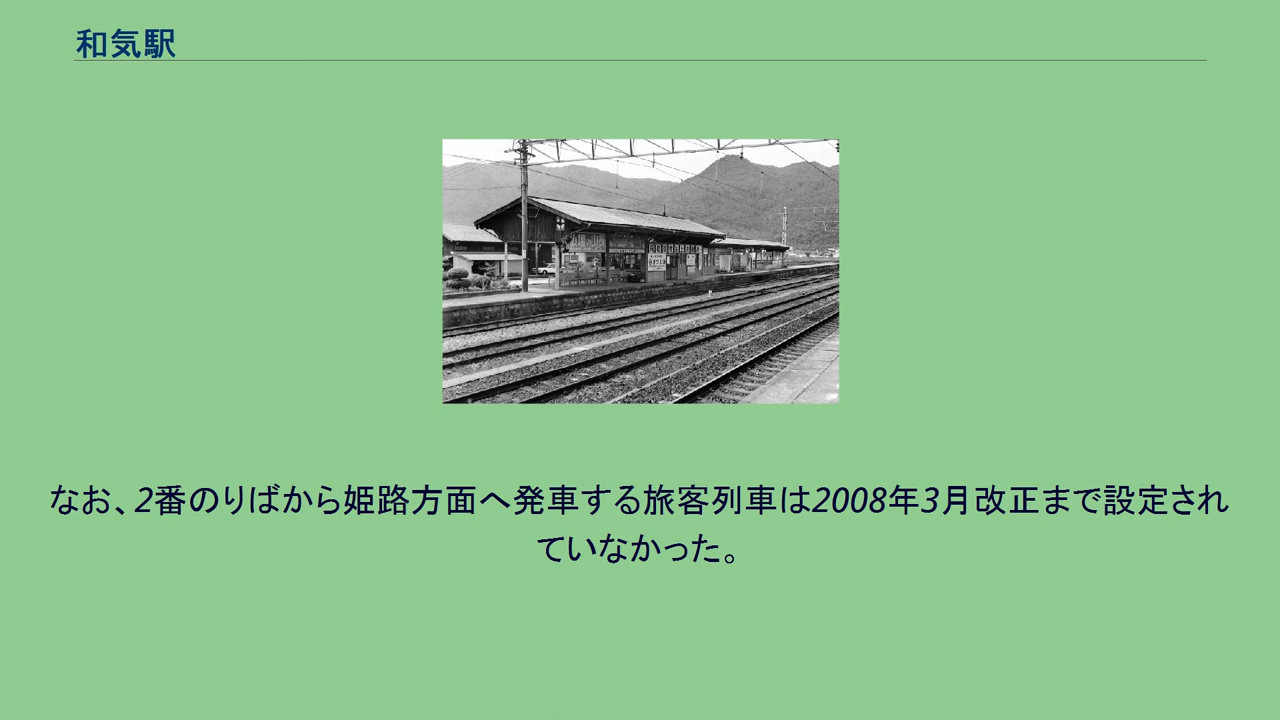 和気駅
なお、2番のりばから姫路方面へ発車する旅客列車は2008年3月改正まで設定され
ていなかった。